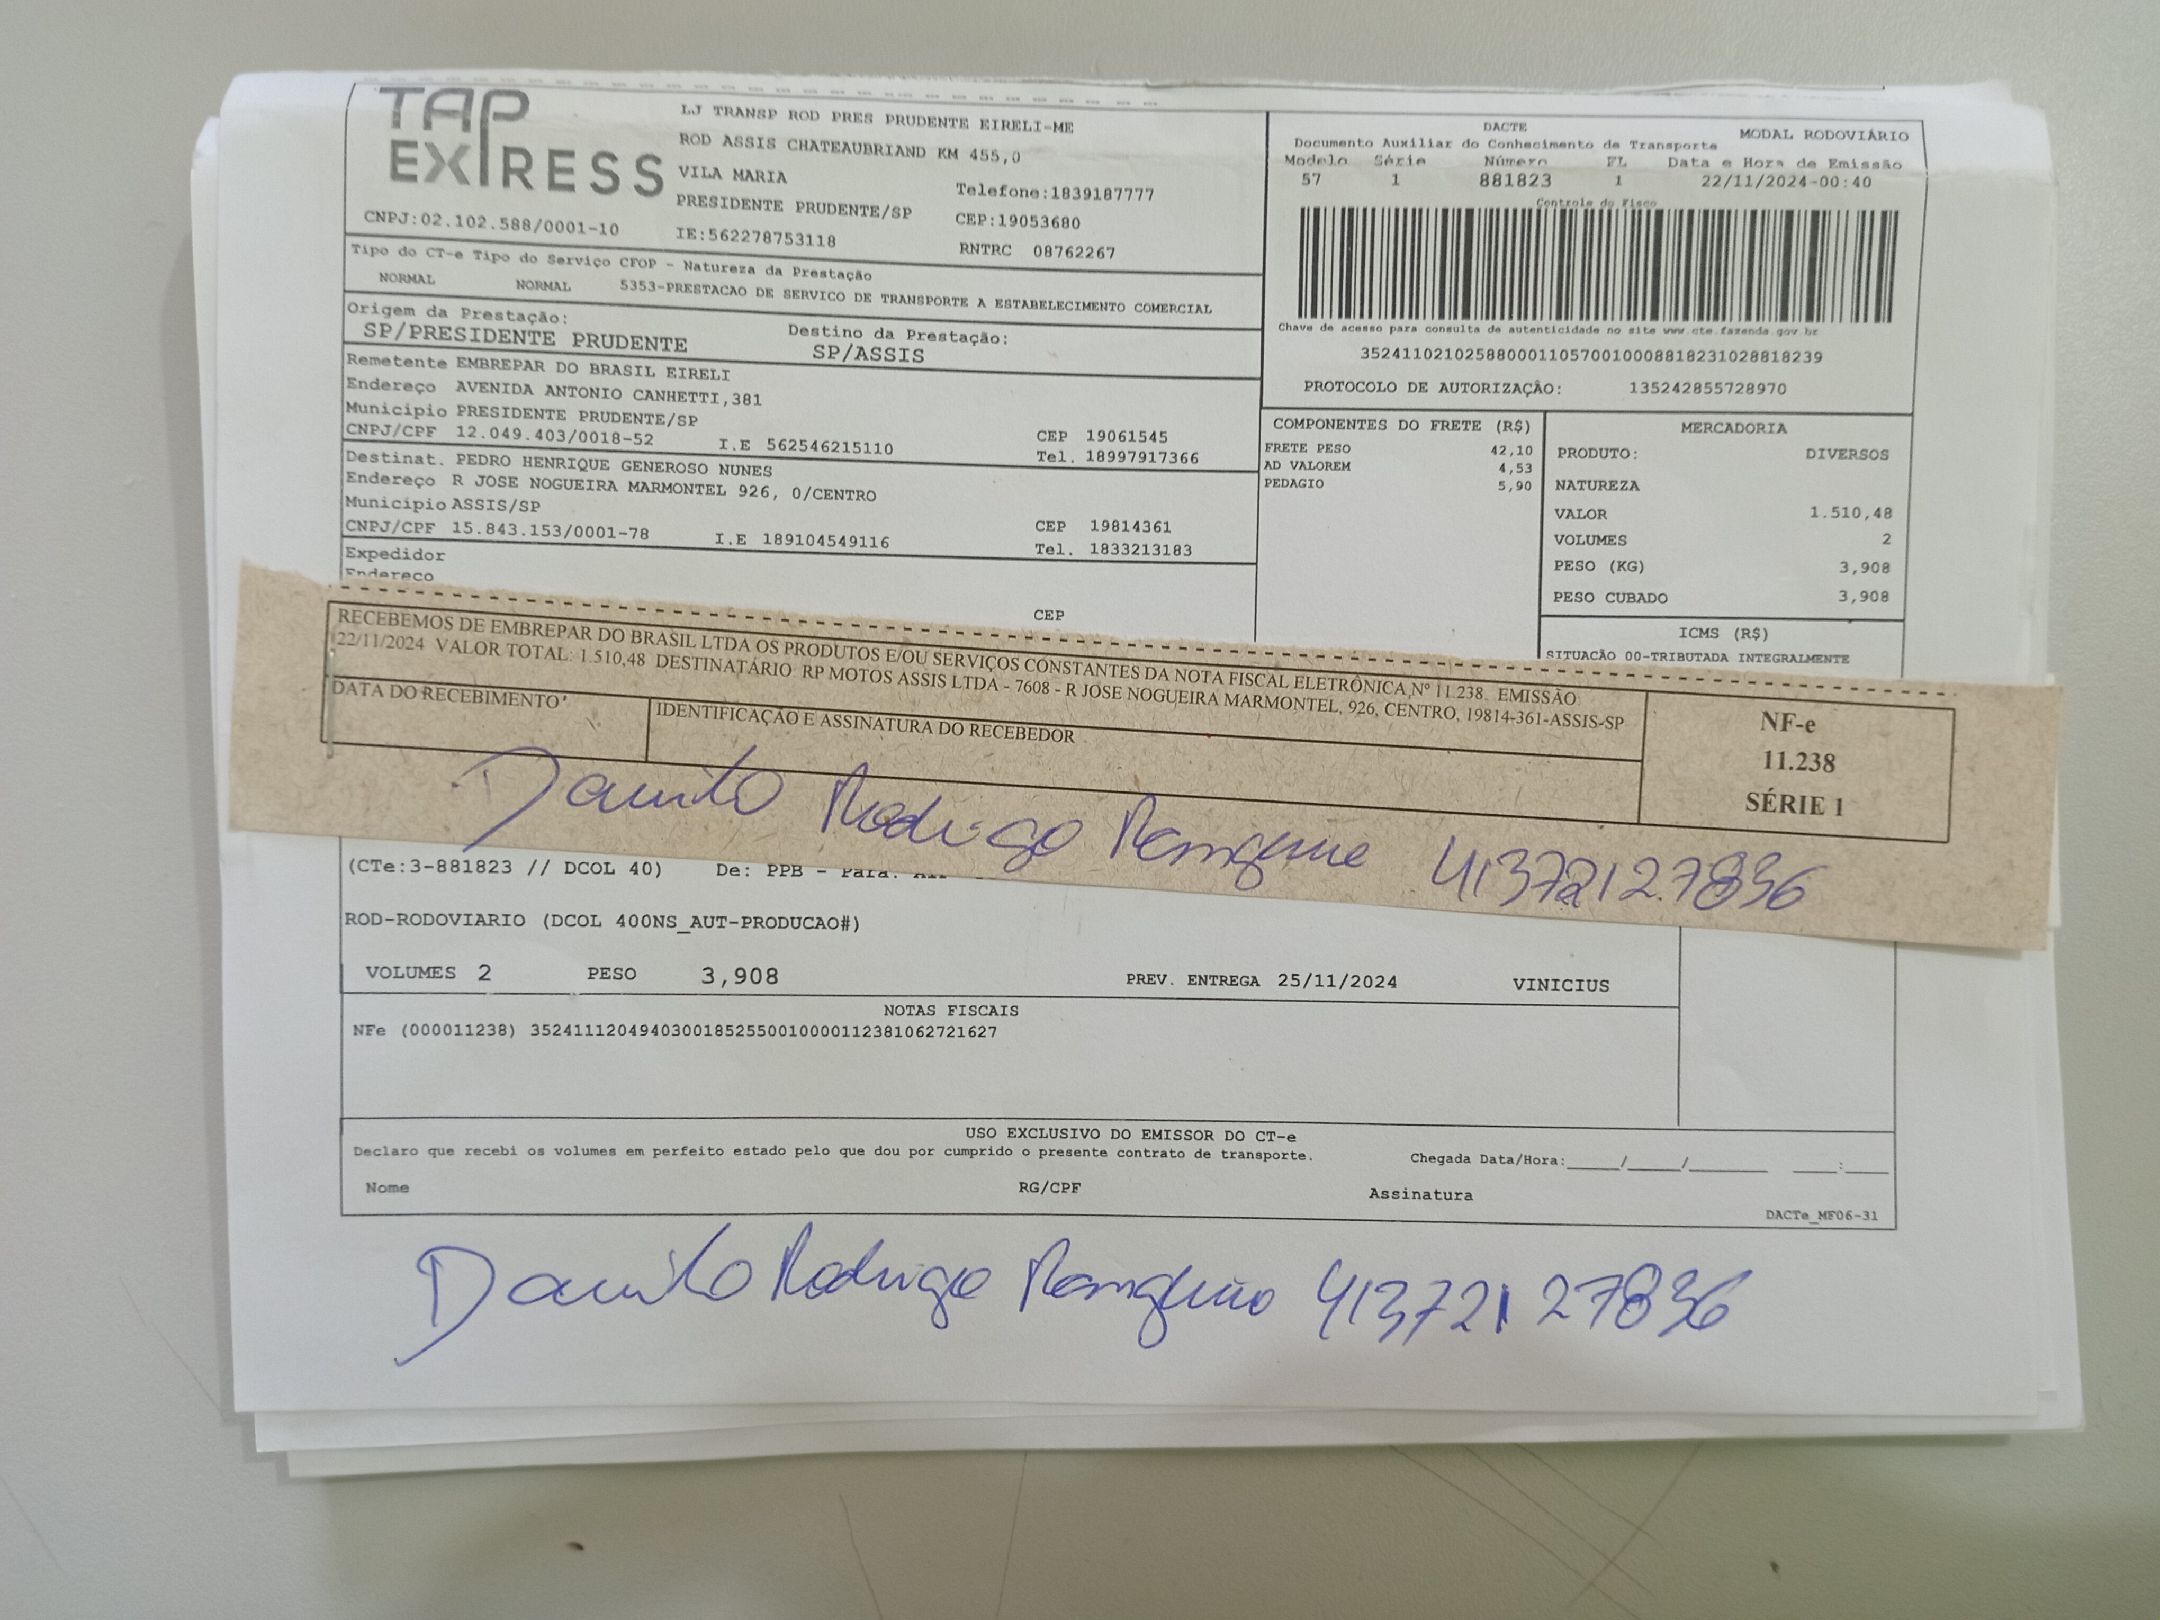 TAP EXPRESS
LJ TRANSP ROD PRES PRUDENTE EIRELI-ME
ROD ASSIS CHATEAUBRIAND KM 455,0
VILA MARIA
Telefone:1839187777
PRESIDENTE PRUDENTE/SP
CEP:19053680
CNPJ:02.102.588/0001-10
IE:562278753118
RNTRC 08762267
DACTE
MODAL RODOVIÁRIO
Documento Auxiliar do Conhecimento de Transporte
Modelo Série Número FL Data e Hora de Emissão
57 1 881823 1 22/11/2024-00:40
Controle do Fisco
Chave de acesso para consulta de autenticidade no site www.cte.fazenda.gov.br
35241102102588000110570010008818231028818239
PROTOCOLO DE AUTORIZAÇÃO: 135242855728970
Tipo do CT-e Tipo do Serviço CFOP - Natureza da Prestação
NORMAL NORMAL 5353-PRESTACAO DE SERVICO DE TRANSPORTE A ESTABELECIMENTO COMERCIAL
Origem da Prestação:
SP/PRESIDENTE PRUDENTE
Destino da Prestação:
SP/ASSIS
Remetente EMBREPAR DO BRASIL EIRELI
Endereço AVENIDA ANTONIO CANHETTI,381
Município PRESIDENTE PRUDENTE/SP
CEP 19061545
CNPJ/CPF 12.049.403/0018-52 I.E 562546215110 Tel. 18997917366
Destinat. PEDRO HENRIQUE GENEROSO NUNES
Endereço R JOSE NOGUEIRA MARMONTEL 926, 0/CENTRO
Município ASSIS/SP
CEP 19814361
CNPJ/CPF 15.843.153/0001-78 I.E 189104549116 Tel. 1833213183
Expedidor
Endereço
CEP
COMPONENTES DO FRETE (R$)
FRETE PESO 42,10
AD VALOREM 4,53
PEDAGIO 5,90
MERCADORIA
PRODUTO: DIVERSOS
NATUREZA
VALOR 1.510,48
VOLUMES 2
PESO (KG) 3,908
PESO CUBADO 3,908
ICMS (R$)
SITUACÃO 00-TRIBUTADA INTEGRALMENTE
RECEBEMOS DE EMBREPAR DO BRASIL LTDA OS PRODUTOS E/OU SERVIÇOS CONSTANTES DA NOTA FISCAL ELETRÔNICA Nº 11.238. EMISSÃO:
22/11/2024 VALOR TOTAL: 1.510,48 DESTINATÁRIO: RP MOTOS ASSIS LTDA - 7608 - R JOSE NOGUEIRA MARMONTEL, 926, CENTRO, 19814-361-ASSIS-SP
DATA DO RECEBIMENTO
IDENTIFICAÇÃO E ASSINATURA DO RECEBEDOR
NF-e
11.238
SÉRIE 1
Danilo Rodrigo 41372127836
(CTe:3-881823 // DCOL 40) De: PPB - Para:
ROD-RODOVIARIO (DCOL 400NS_AUT-PRODUCAO#)
VOLUMES 2 PESO 3,908 PREV. ENTREGA 25/11/2024 VINICIUS
NOTAS FISCAIS
NFe (000011238) 35241112049403001852550010000112381062721627
USO EXCLUSIVO DO EMISSOR DO CT-e
Declaro que recebi os volumes em perfeito estado pelo que dou por cumprido o presente contrato de transporte. Chegada Data/Hora:_____/_____/________ ____:____
Nome RG/CPF Assinatura
DACTe_MF06-31
Danilo Rodrigo 41372127836